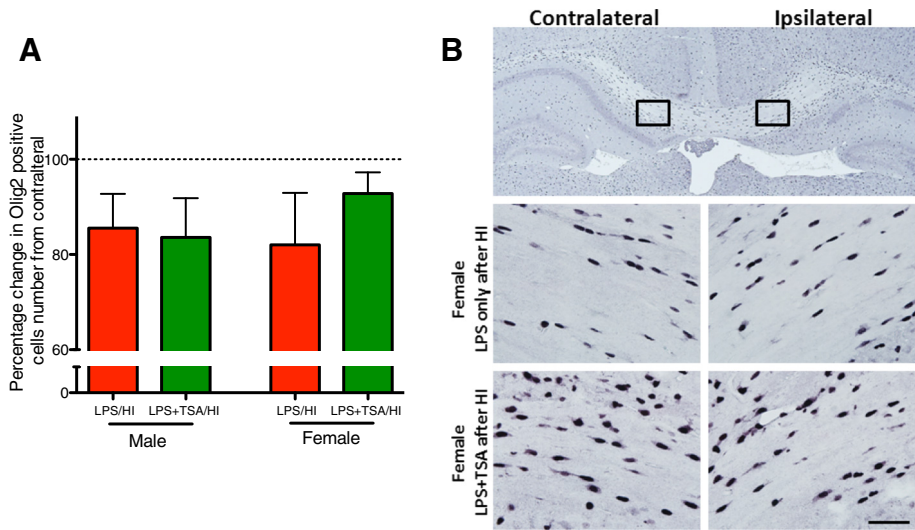 A
Percentage change in Olig2 positive
cells number from contralteral
100
80
60
0
LPS/HI
LPS+TSA/HI
LPS/HI
LPS+TSA/HI
Male
Female
B
Contralateral
Ipsilateral
Female
LPS only after HI
Female
LPS+TSA after HI